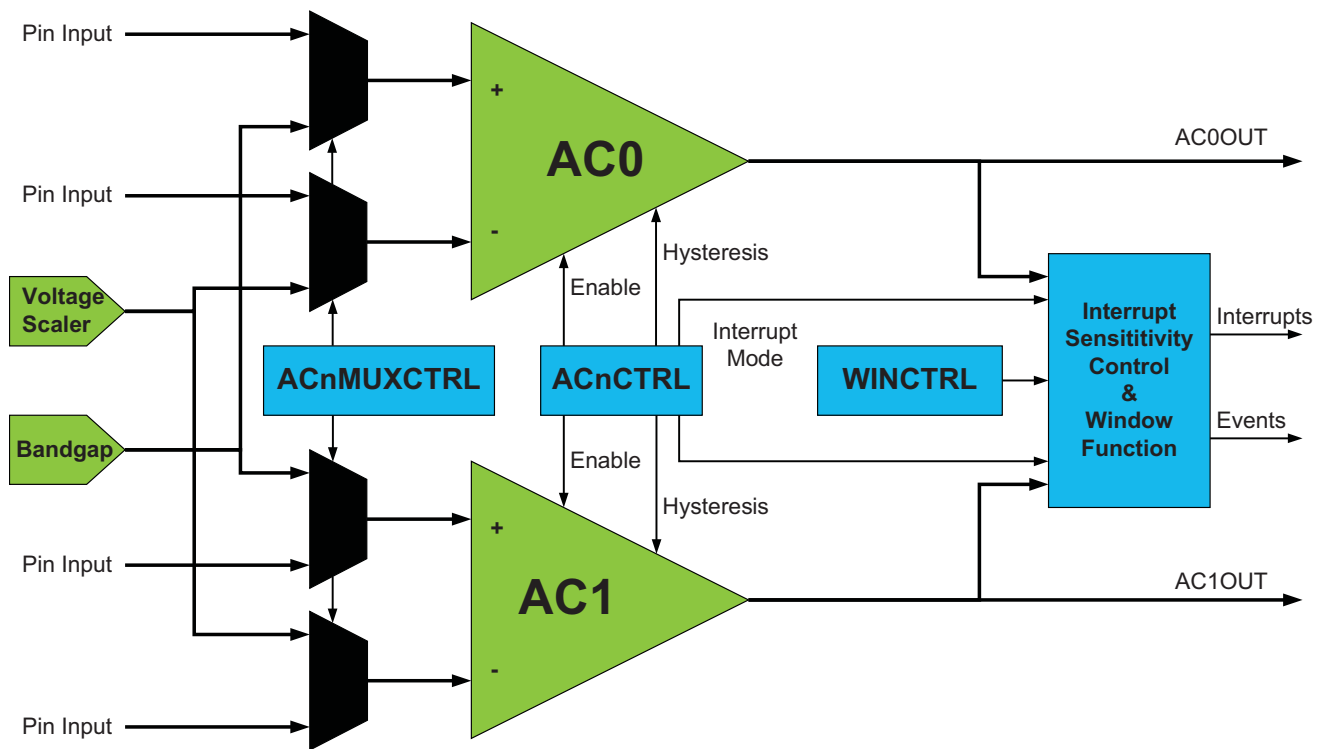 Pin Input
+
AC0
-
AC0OUT
Pin Input
Hysteresis
Enable
Voltage
Scaler
Interrupt
Mode
ACnMUXCTRL
ACnCTRL
WINCTRL
Interrupt
Sensititivity
Control
&
Window
Function
Interrupts
Events
Bandgap
Enable
Hysteresis
+
AC1
-
Pin Input
AC1OUT
Pin Input